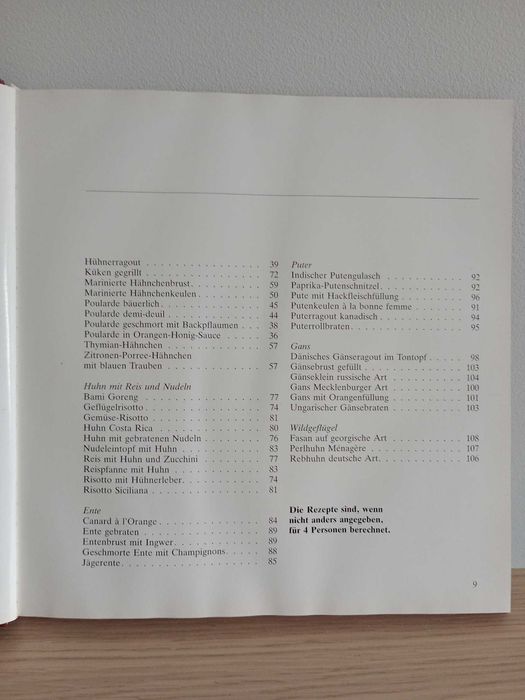 Hühnerragout . . . . . . . . . . . . . . . . . 39
Küken gegrillt . . . . . . . . . . . . . . . . . 72
Marinierte Hähnchenbrust. . . . . . . . . . 59
Marinierte Hähnchenkeulen. . . . . . . . . 50
Poularde bäuerlich. . . . . . . . . . . . . . . 45
Poularde demi-deuil . . . . . . . . . . . . . 44
Poularde geschmort mit Backpflaumen . 38
Poularde in Orangen-Honig-Sauce . . . . 36
Thymian-Hähnchen . . . . . . . . . . . . . 57
Zitronen-Porree-Hähnchen
mit blauen Trauben . . . . . . . . . . . . . 57
Huhn mit Reis und Nudeln
Bami Goreng . . . . . . . . . . . . . . . . . 77
Geflügelrisotto . . . . . . . . . . . . . . . . 74
Gemüse-Risotto . . . . . . . . . . . . . . . 81
Huhn Costa Rica . . . . . . . . . . . . . . . 80
Huhn mit gebratenen Nudeln . . . . . . . 76
Nudeleintopf mit Huhn . . . . . . . . . . . 83
Reis mit Huhn und Zucchini . . . . . . . . 77
Reispfanne mit Huhn . . . . . . . . . . . . 83
Risotto mit Hühnerleber. . . . . . . . . . . 74
Risotto Siciliana . . . . . . . . . . . . . . . 81
Ente
Canard à l'Orange . . . . . . . . . . . . . . 84
Ente gebraten . . . . . . . . . . . . . . . . 89
Entenbrust mit Ingwer. . . . . . . . . . . . 89
Geschmorte Ente mit Champignons. . . . 88
Jägerente . . . . . . . . . . . . . . . . . . . 85
Puter
Indischer Putengulasch . . . . . . . . . . . 92
Paprika-Putenschnitzel . . . . . . . . . . . 92
Pute mit Hackfleischfüllung . . . . . . . . 96
Putenkeulen à la bonne femme . . . . . . 91
Puterragout kanadisch . . . . . . . . . . . 94
Puterrollbraten. . . . . . . . . . . . . . . . 95
Gans
Dänisches Gänseragout im Tontopf . . . . 98
Gänsebrust gefüllt . . . . . . . . . . . . . . 103
Gänseklein russische Art . . . . . . . . . . 104
Gans Mecklenburger Art . . . . . . . . . . 100
Gans mit Orangenfüllung . . . . . . . . . . 101
Ungarischer Gänsebraten . . . . . . . . . . 103
Wildgeflügel
Fasan auf georgische Art . . . . . . . . . . 108
Perlhuhn Ménagère . . . . . . . . . . . . . 107
Rebhuhn deutsche Art. . . . . . . . . . . . 106
Die Rezepte sind, wenn
nicht anders angegeben,
für 4 Personen berechnet.
9